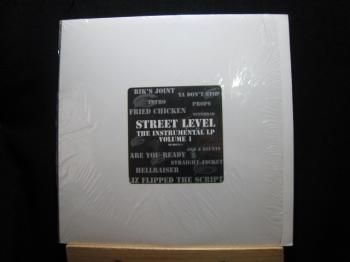 RIK'S JOINT
YA DON'T STOP
INTRO
PROPS
FRIED CHICKEN
STREET LEVEL
THE INSTRUMENTAL LP
VOLUME 1
ARE YOU READY
STRAIGHT JACKET
HELLRAISER
LIZ FLIPPED THE SCRIPT